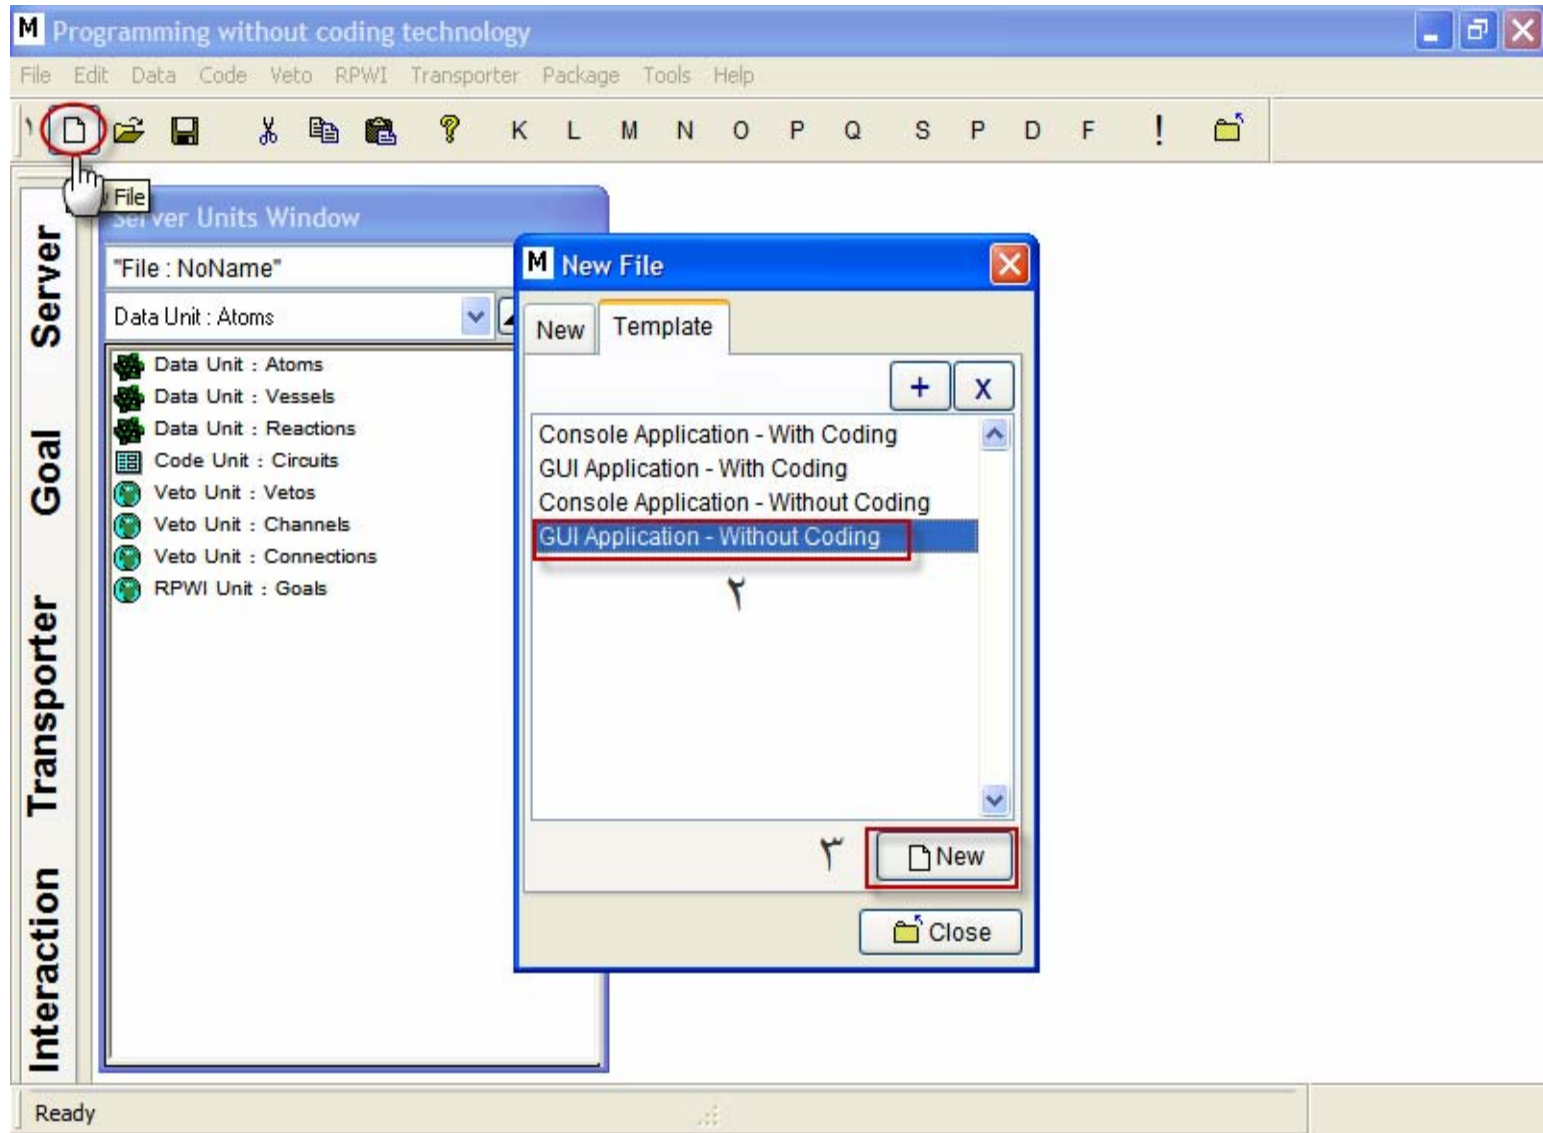 M Programming without coding technology
File Edit Data Code Veto RPWI Transporter Package Tools Help
١ K L M N O P Q S P D F !
File
Server Units Window
"File : NoName"
Data Unit : Atoms
Data Unit : Atoms
Data Unit : Vessels
Data Unit : Reactions
Code Unit : Circuits
Veto Unit : Vetos
Veto Unit : Channels
Veto Unit : Connections
RPWI Unit : Goals
Server
Goal
Transporter
Interaction
M New File
New Template
+ x
Console Application - With Coding
GUI Application - With Coding
Console Application - Without Coding
GUI Application - Without Coding
٢
٣ New
Close
Ready